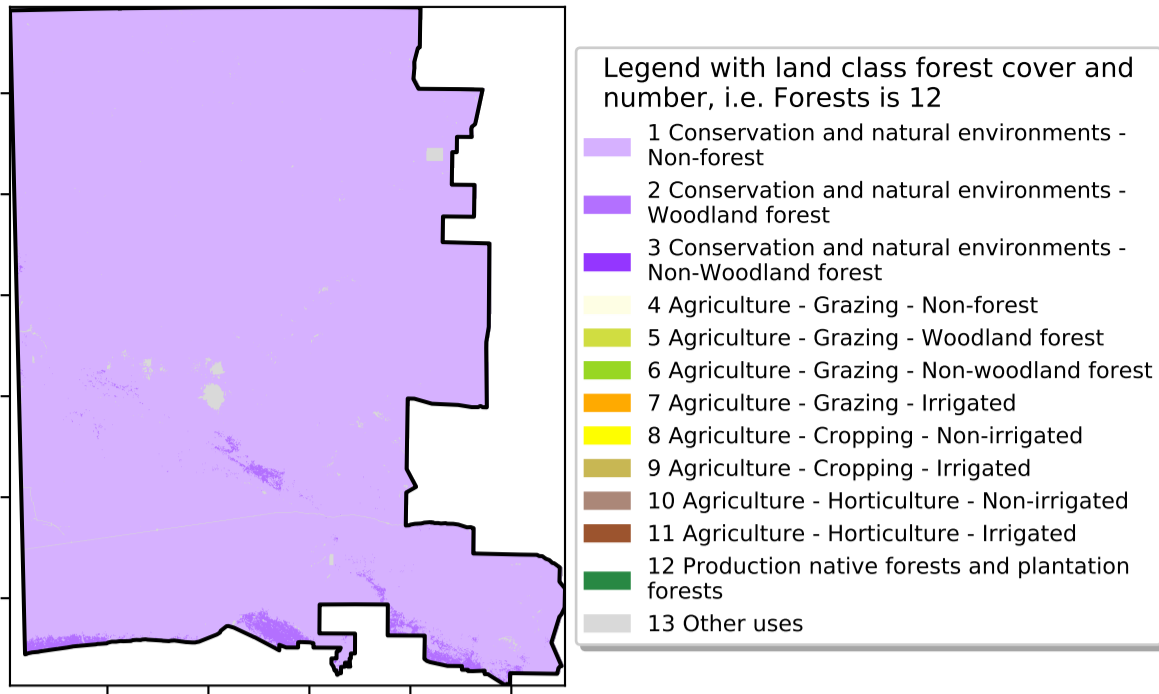 Legend with land class forest cover and
number, i.e. Forests is 12
1 Conservation and natural environments -
Non-forest
2 Conservation and natural environments -
Woodland forest
3 Conservation and natural environments -
Non-Woodland forest
4 Agriculture - Grazing - Non-forest
5 Agriculture - Grazing - Woodland forest
6 Agriculture - Grazing - Non-woodland forest
7 Agriculture - Grazing - Irrigated
8 Agriculture - Cropping - Non-irrigated
9 Agriculture - Cropping - Irrigated
10 Agriculture - Horticulture - Non-irrigated
11 Agriculture - Horticulture - Irrigated
12 Production native forests and plantation
forests
13 Other uses